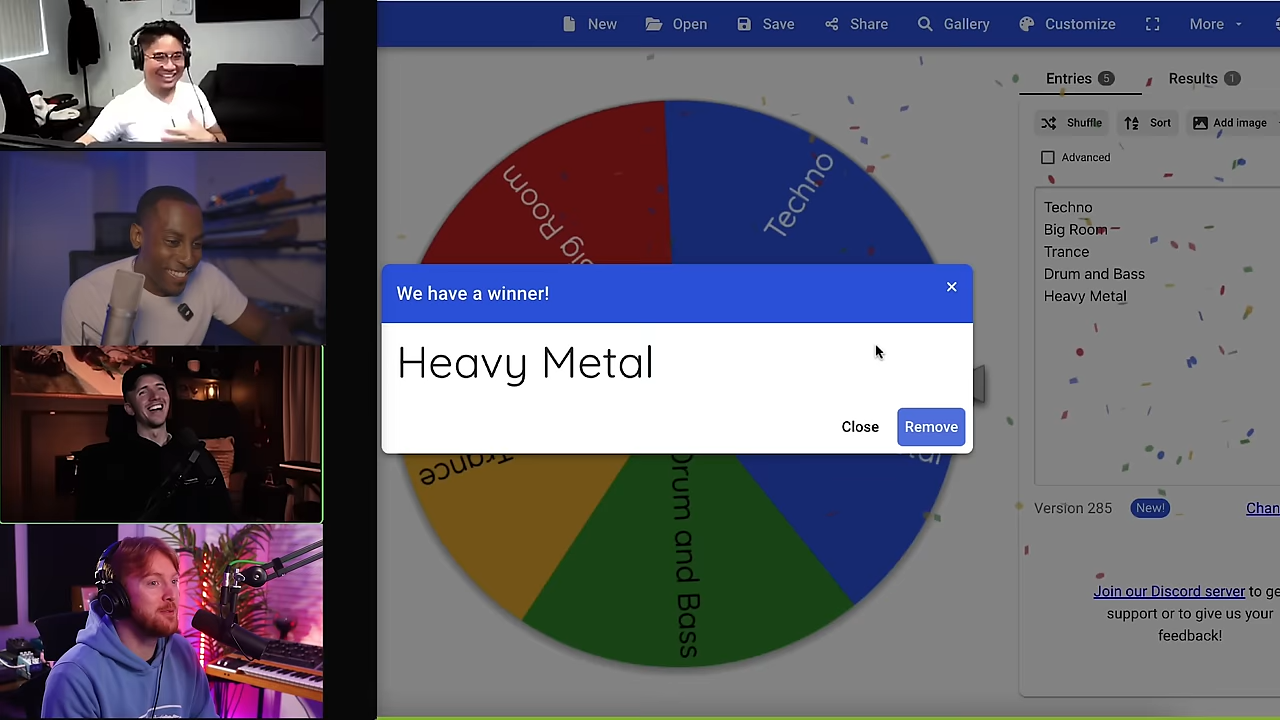 New Open Save Share Gallery Customize More
Entries 5 Results 1
Shuffle Sort Add image
Advanced
Techno
Big Room
Trance
Drum and Bass
Heavy Metal
Version 285 New!
Join our Discord server to ge
support or to give us your
feedback!
Big Room
Techno
We have a winner!
Heavy Metal
Close Remove
Trance
Drum and Bass